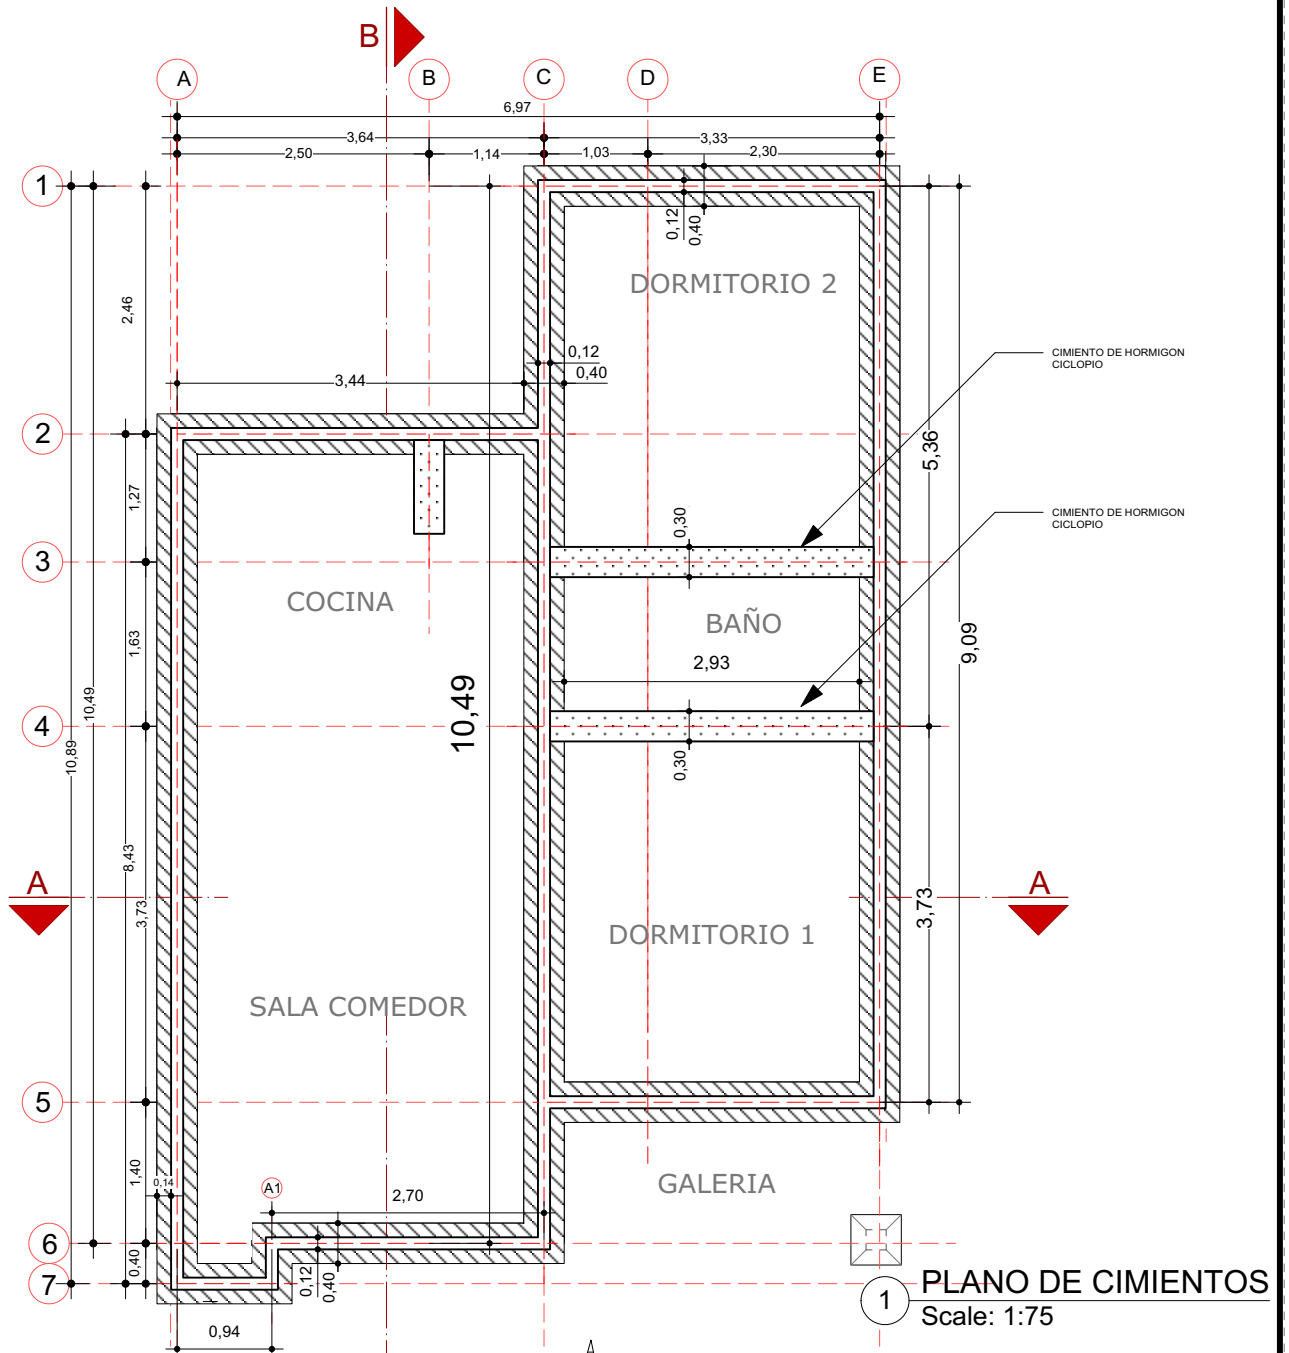 B
A
B
C
D
E
6,97
3,64
3,33
2,50
1,14
1,03
2,30
1
0,12
0,40
DORMITORIO 2
2,46
0,12
0,40
3,44
CIMIENTO DE HORMIGON
CICLOPIO
2
5,36
1,27
0,30
CIMIENTO DE HORMIGON
CICLOPIO
3
COCINA
BAÑO
1,63
9,09
2,93
10,49
10,49
4
10,89
0,30
8,43
A
A
3,73
3,73
DORMITORIO 1
SALA COMEDOR
5
1,40
0,14
A1
2,70
GALERIA
6
0,40
7
0,12
0,40
PLANO DE CIMIENTOS
1
Scale: 1:75
0,94
A